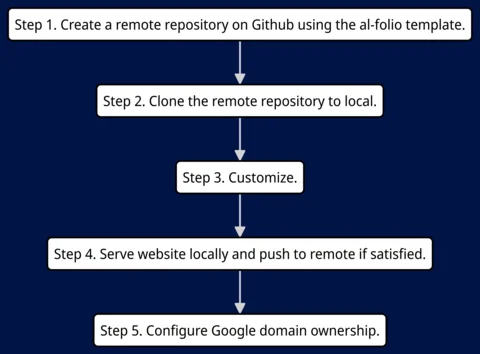 Step 1. Create a remote repository on Github using the al-folio template.
Step 2. Clone the remote repository to local.
Step 3. Customize.
Step 4. Serve website locally and push to remote if satisfied.
Step 5. Configure Google domain ownership.